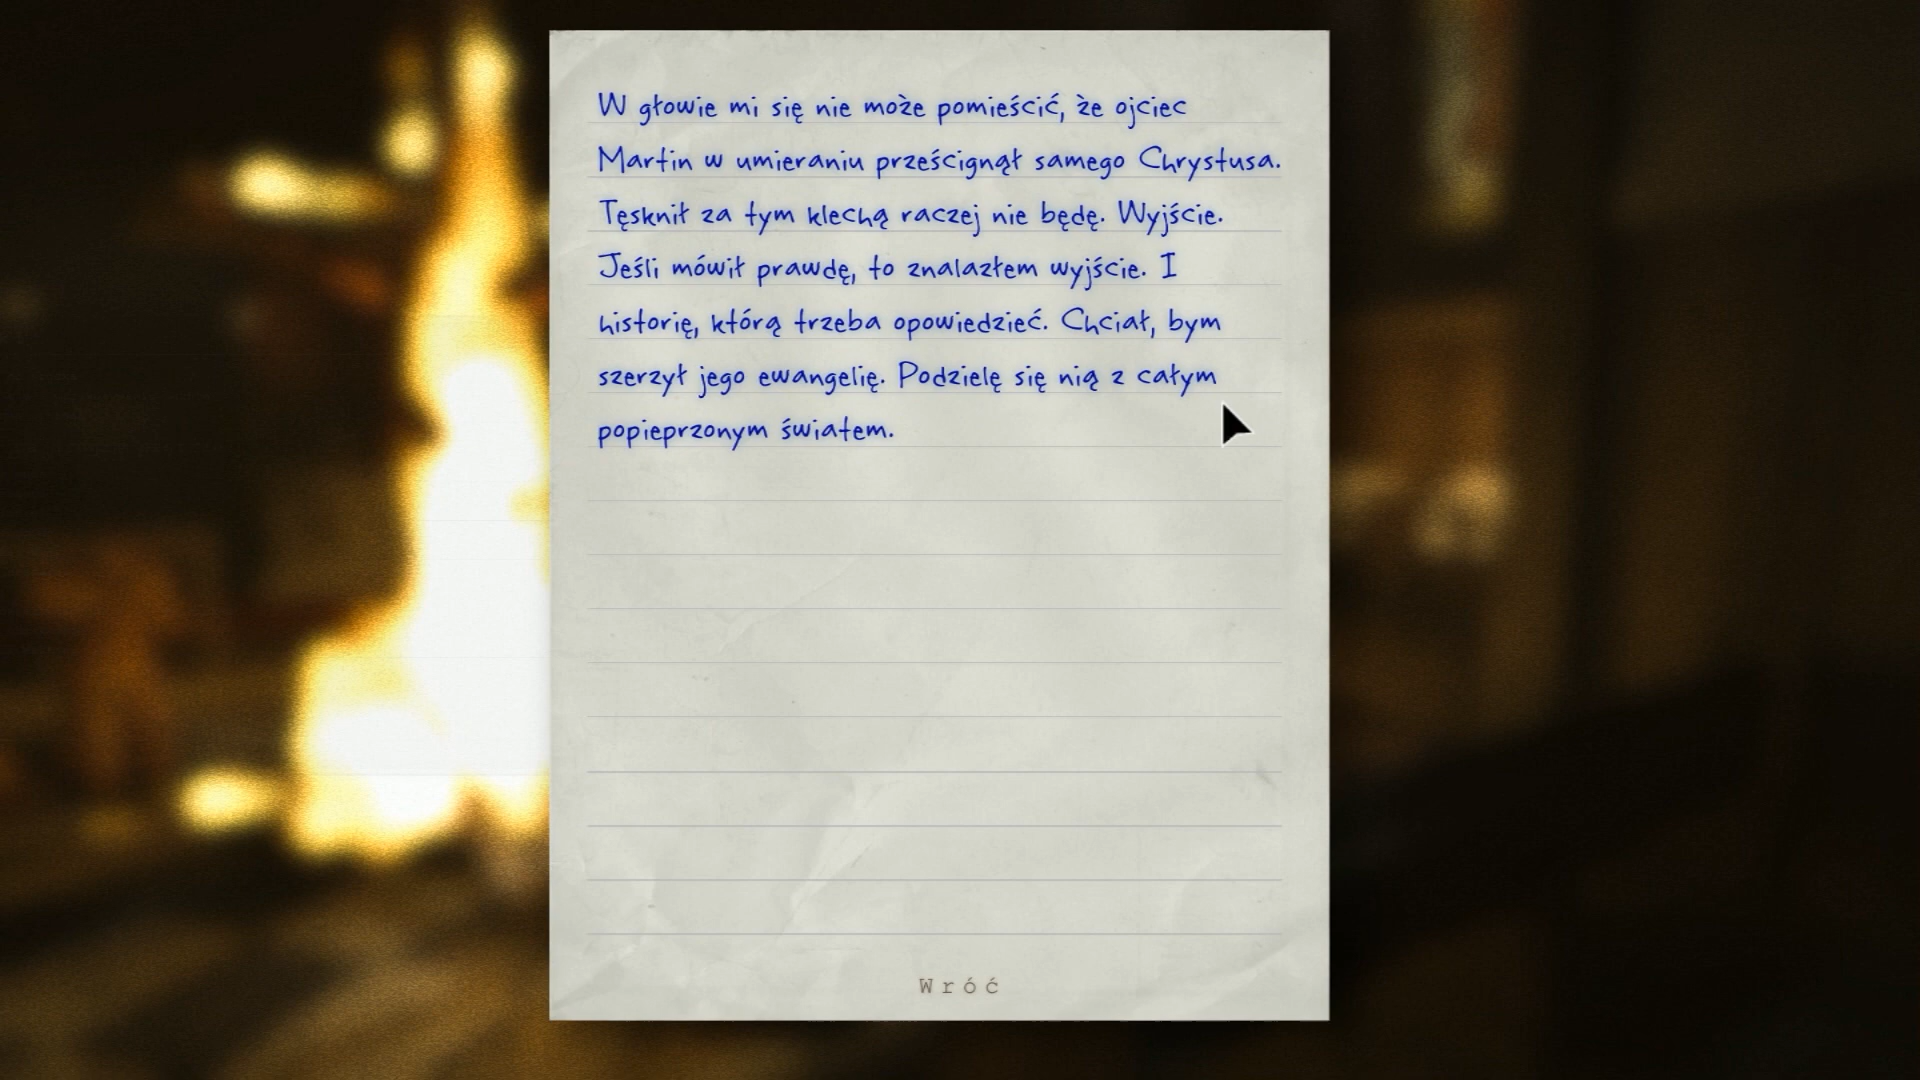 W głowie mi się nie może pomieścić, że ojciec
Martin w umieraniu prześcignął samego Chrystusa.
Tęsknił za tym klechą raczej nie będę. Wyjście.
Jeśli mówił prawdę, to znalazłem wyjście. I
historię, którą trzeba opowiedzieć. Chciał, bym
szerzył jego ewangelię. Podzielę się nią z całym
popieprzonym światem.
Wróć